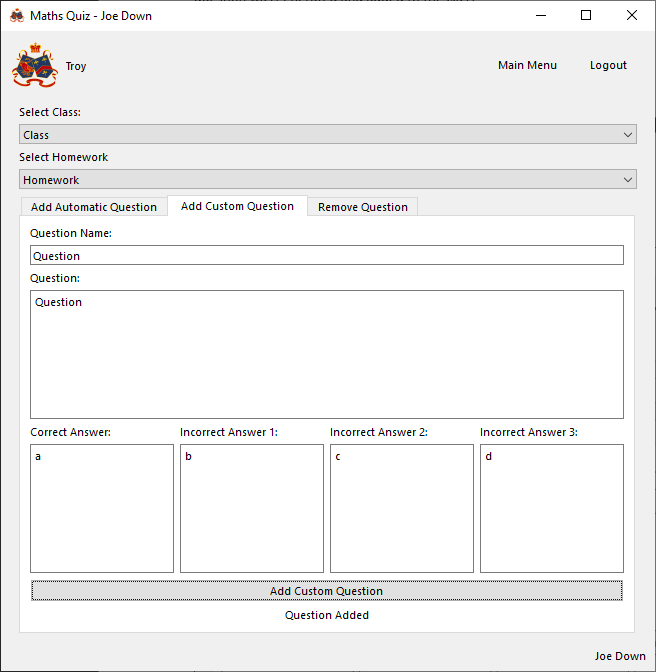 Maths Quiz - Joe Down
Troy
Main Menu
Logout
Select Class:
Class
Select Homework
Homework
Add Automatic Question
Add Custom Question
Remove Question
Question Name:
Question
Question:
Question
Correct Answer:
Incorrect Answer 1:
Incorrect Answer 2:
Incorrect Answer 3:
a
b
c
d
Add Custom Question
Question Added
Joe Down